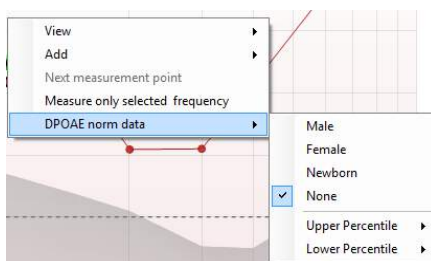 View
Add
Next measurement point
Measure only selected frequency
DPOAE norm data
Male
Female
Newborn
None
Upper Percentile
Lower Percentile